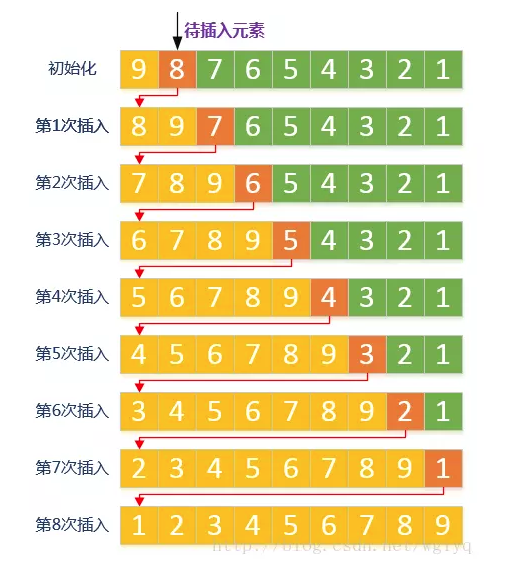 待插入元素
初始化 9 8 7 6 5 4 3 2 1
第1次插入 8 9 7 6 5 4 3 2 1
第2次插入 7 8 9 6 5 4 3 2 1
第3次插入 6 7 8 9 5 4 3 2 1
第4次插入 5 6 7 8 9 4 3 2 1
第5次插入 4 5 6 7 8 9 3 2 1
第6次插入 3 4 5 6 7 8 9 2 1
第7次插入 2 3 4 5 6 7 8 9 1
第8次插入 1 2 3 4 5 6 7 8 9